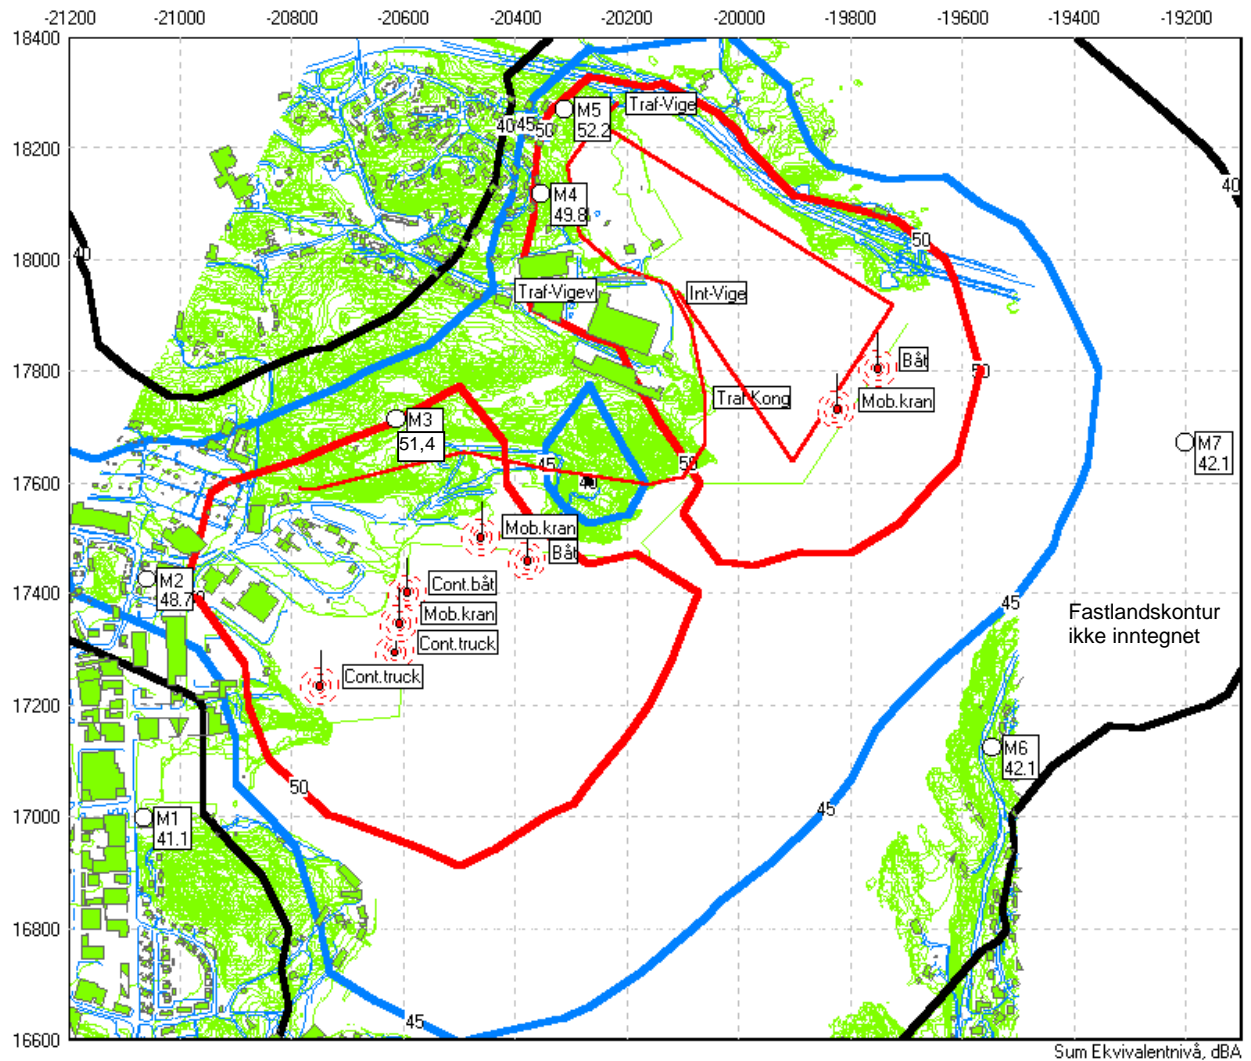 -21200 -21000 -20800 -20600 -20400 -20200 -20000 -19800 -19600 -19400 -19200
18400
M5
52.2
Traf-Vige
40
45
50
18200
M4
49.8
40
50
18000
40
Traf-Vigev
Int-Vige
17800
Båt
50
Mob.kran
Traf-Kong
M3
51,4
M7
42.1
45
50
17600
Mob.kran
Båt
M2
48.7
Cont.båt
17400
45
Mob.kran
Fastlandskontur
ikke inntegnet
Cont.truck
Cont.truck
17200
M6
42.1
50
17000
M1
41.1
45
16800
45
16600
Sum Ekvivalentnivå, dBA